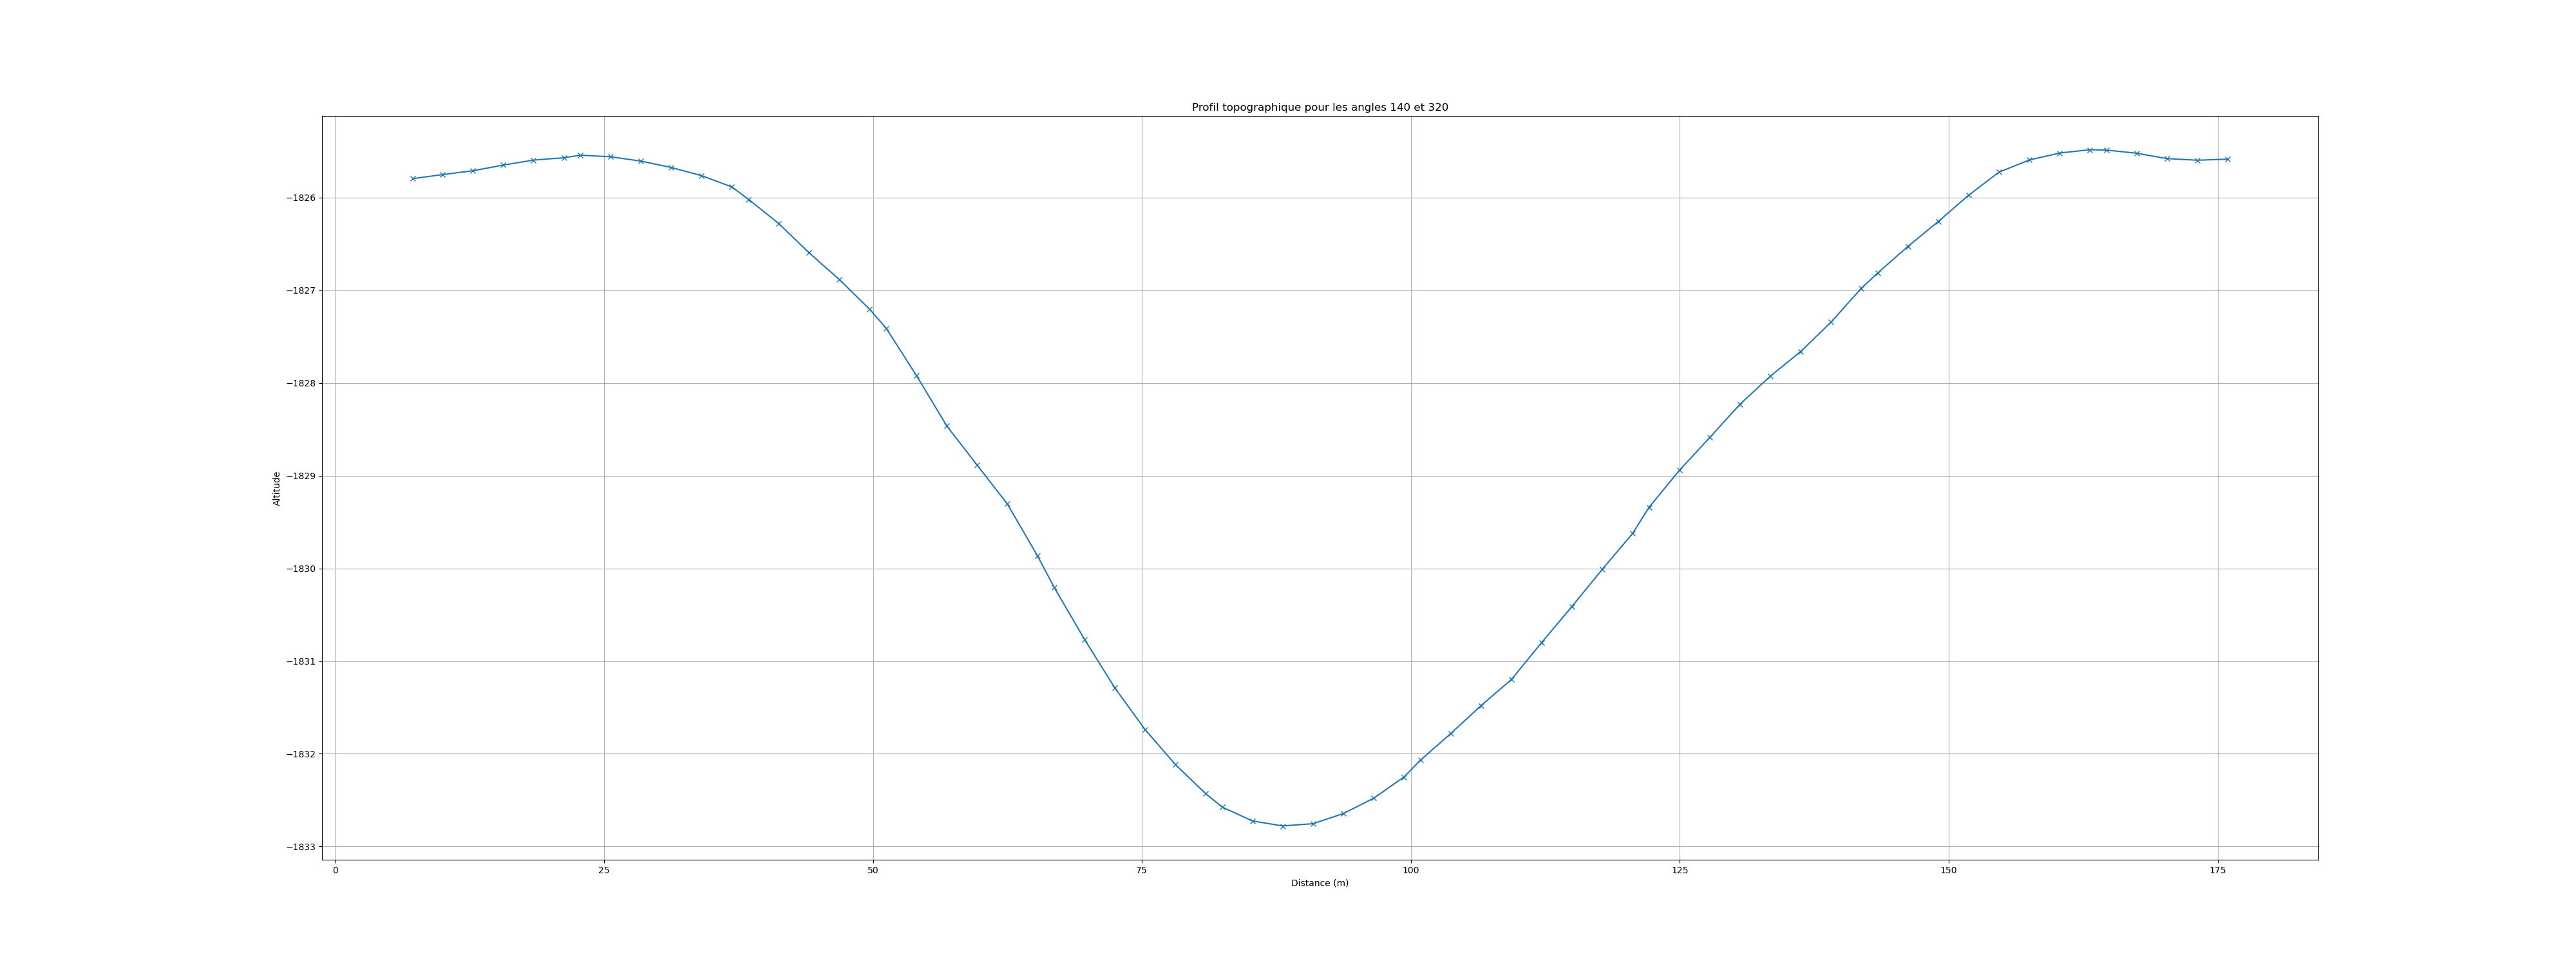 Profil topographique pour les angles 140 et 320
−1826
−1827
−1828
−1829
−1830
−1831
−1832
−1833
Altitude
0 25 50 75 100 125 150 175
Distance (m)